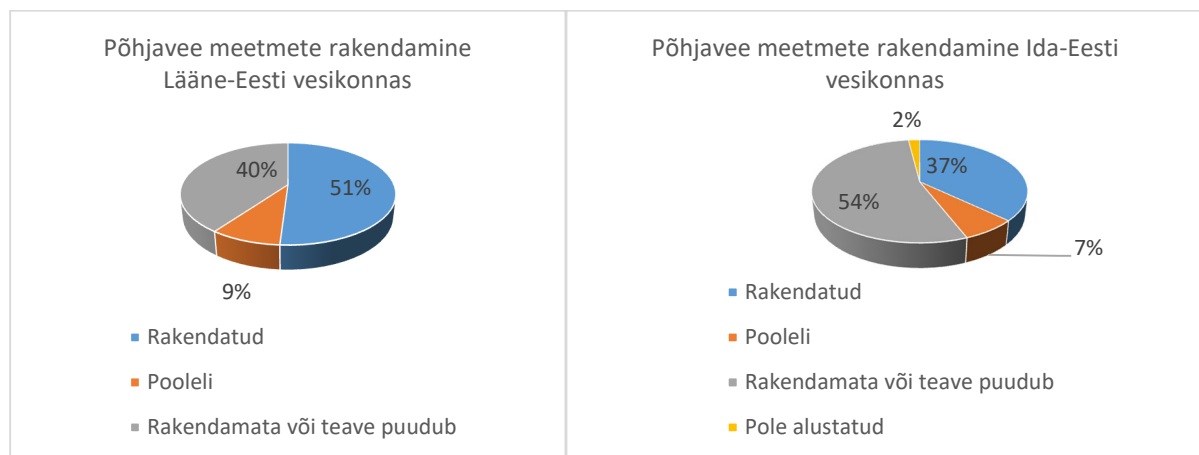 Põhjavee meetmete rakendamine
Lääne-Eesti vesikonnas
40%
51%
9%
Rakendatud
Pooleli
Rakendamata või teave puudub
Põhjavee meetmete rakendamine Ida-Eesti
vesikonnas
2%
37%
54%
7%
Rakendatud
Pooleli
Rakendamata või teave puudub
Pole alustatud